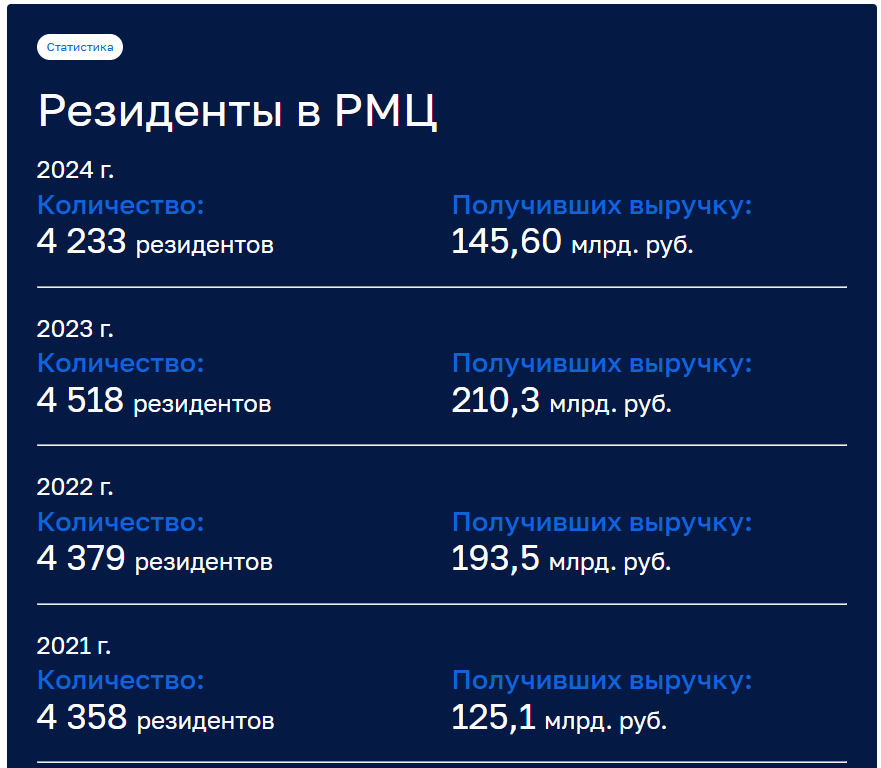 Статистика
Резиденты в РМЦ
2024 г.
Количество: Получивших выручку:
4 233 резидентов 145,60 млрд. руб.
2023 г.
Количество: Получивших выручку:
4 518 резидентов 210,3 млрд. руб.
2022 г.
Количество: Получивших выручку:
4 379 резидентов 193,5 млрд. руб.
2021 г.
Количество: Получивших выручку:
4 358 резидентов 125,1 млрд. руб.